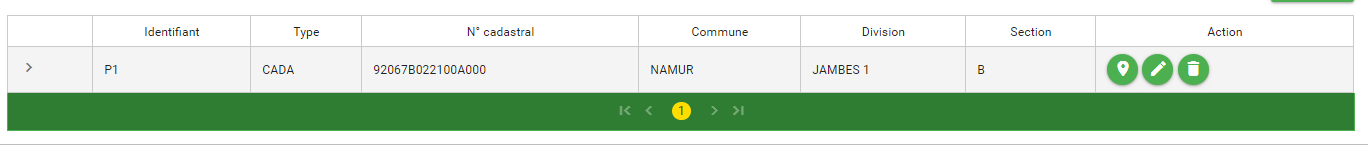 Identifiant Type N° cadastral Commune Division Section Action
P1 CADA 92067B022100A000 NAMUR JAMBES 1 B
1